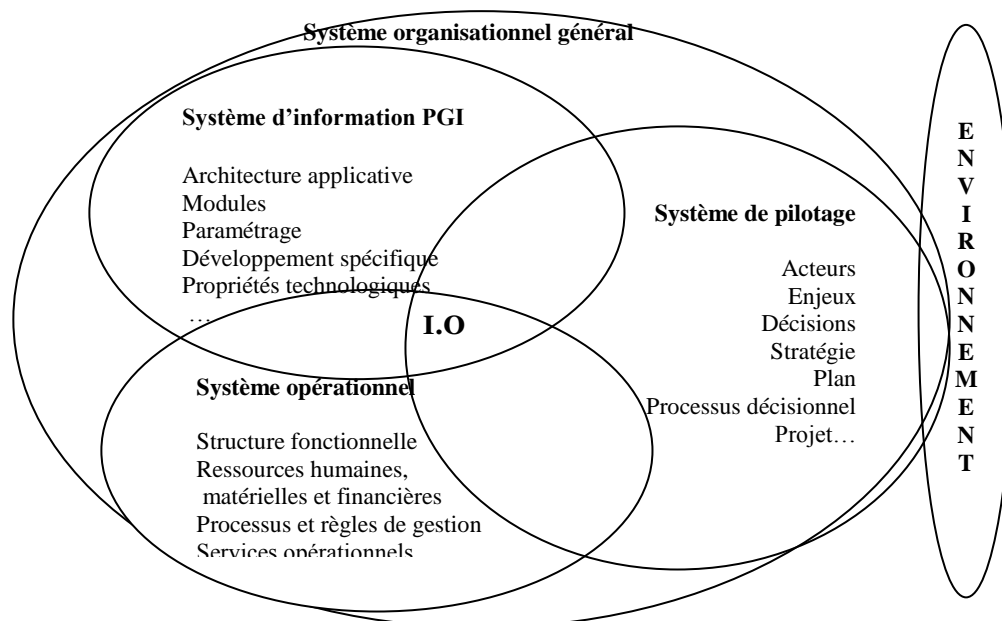 Système organisationnel général
Système d'information PGI
Architecture applicative
Modules
Paramétrage
Développement spécifique
Propriétés technologiques
…
Système de pilotage
Acteurs
Enjeux
Décisions
Stratégie
Plan
Processus décisionnel
Projet…
I.O
Système opérationnel
Structure fonctionnelle
Ressources humaines,
matérielles et financières
Processus et règles de gestion
Services opérationnels
E
N
V
I
R
O
N
N
E
M
E
N
T